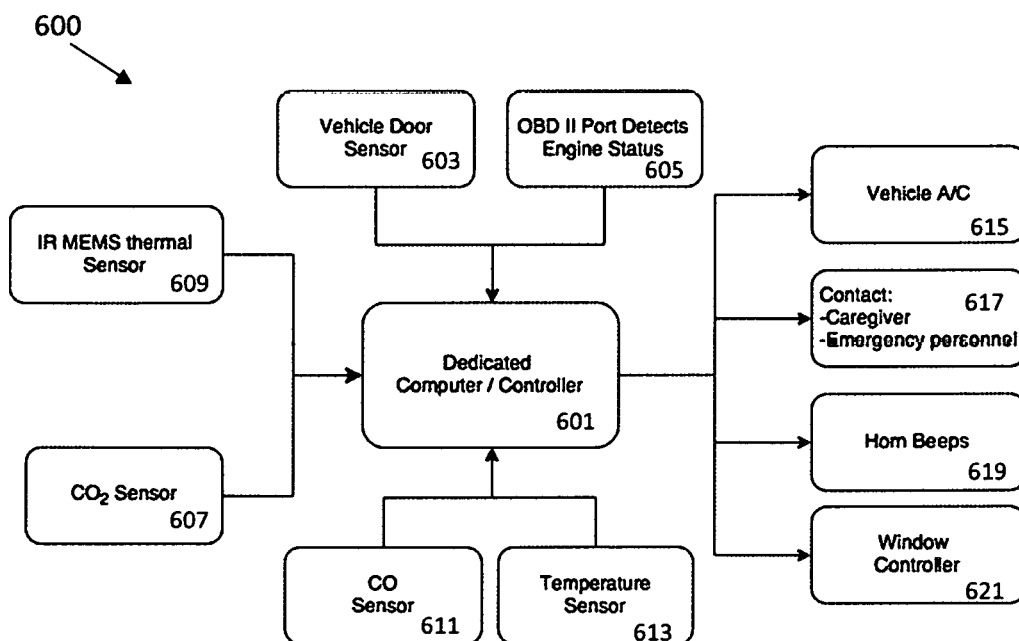 600
Vehicle Door
Sensor
603
OBD II Port Detects
Engine Status
605
Vehicle A/C
615
IR MEMS thermal
Sensor
609
Contact:
617
-Caregiver
-Emergency personnel
Dedicated
Computer / Controller
601
Horn Beeps
619
CO2 Sensor
607
Window
Controller
621
CO
Sensor
611
Temperature
Sensor
613